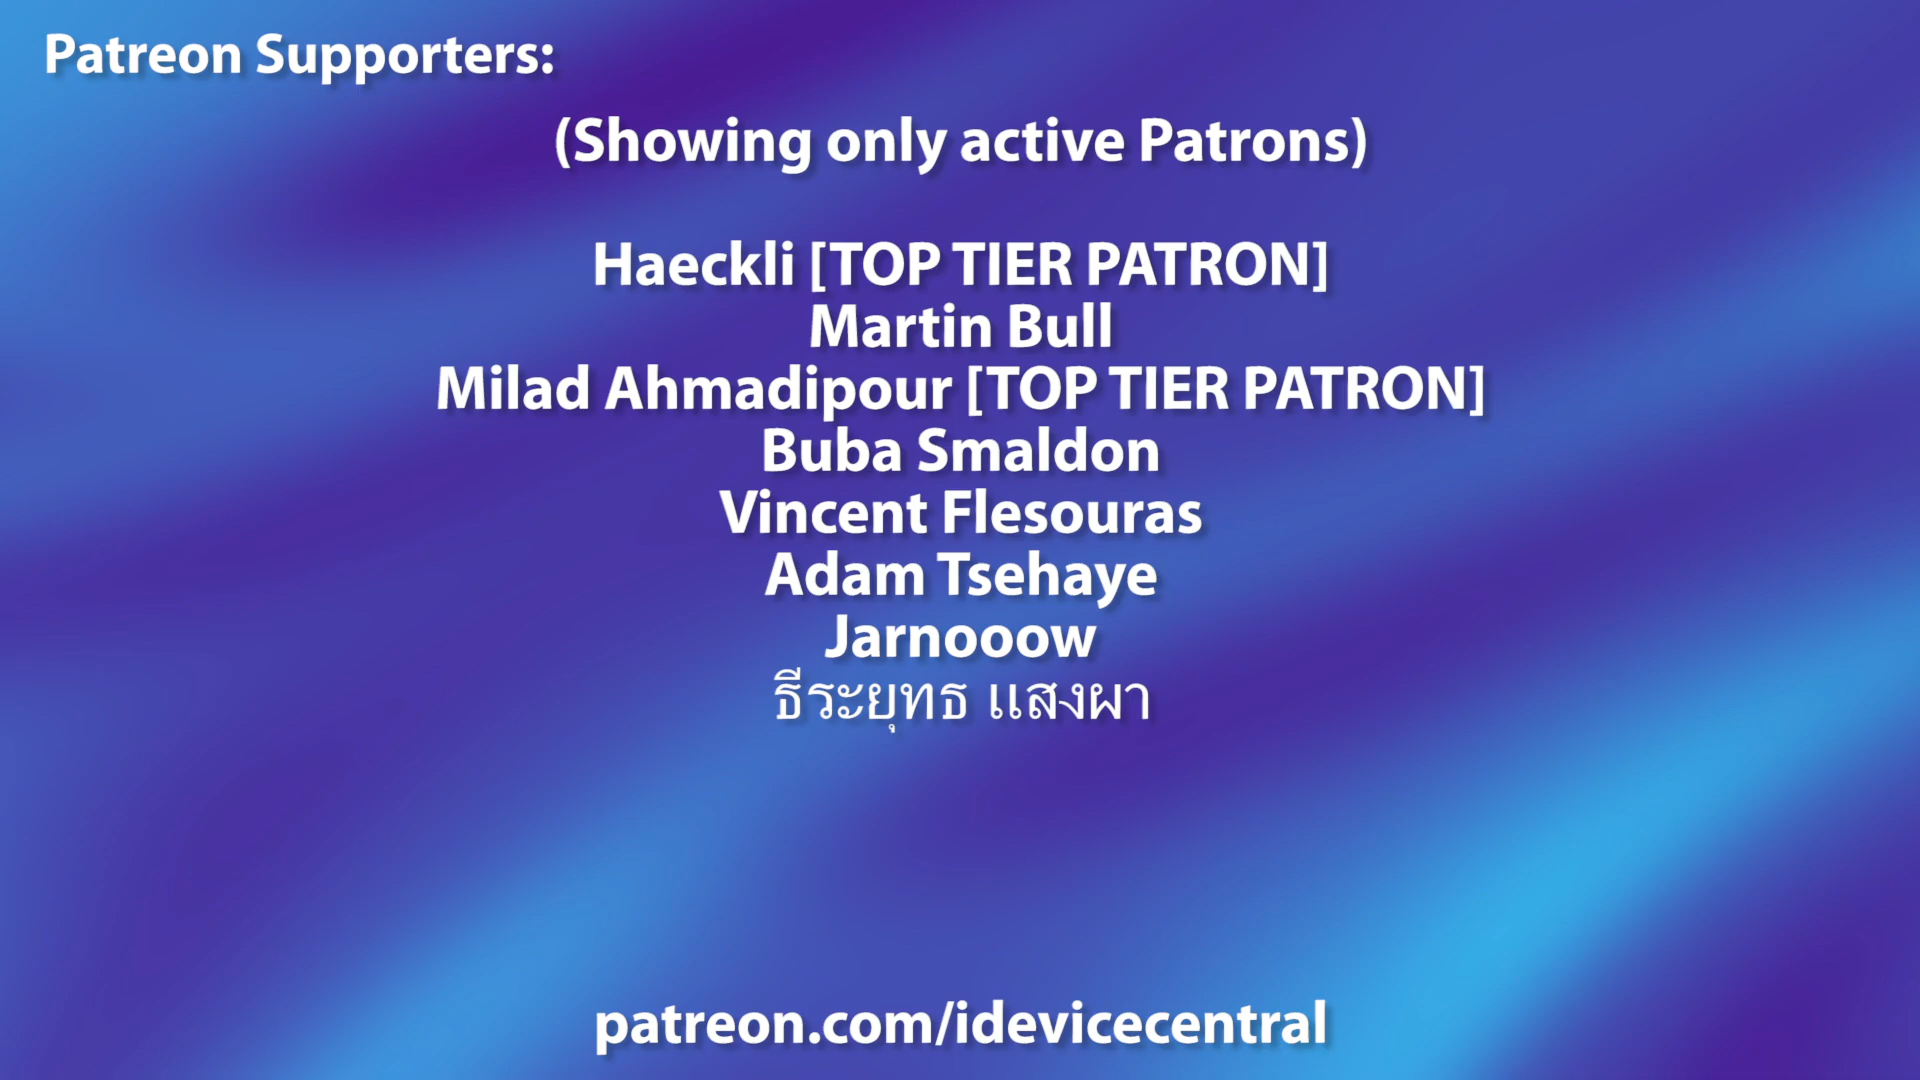 Patreon Supporters:
(Showing only active Patrons)
Haeckli [TOP TIER PATRON]
Martin Bull
Milad Ahmadipour [TOP TIER PATRON]
Buba Smaldon
Vincent Flesouras
Adam Tsehaye
Jarnooow
ธีระยุทธ แสงผา
patreon.com/idevicecentral